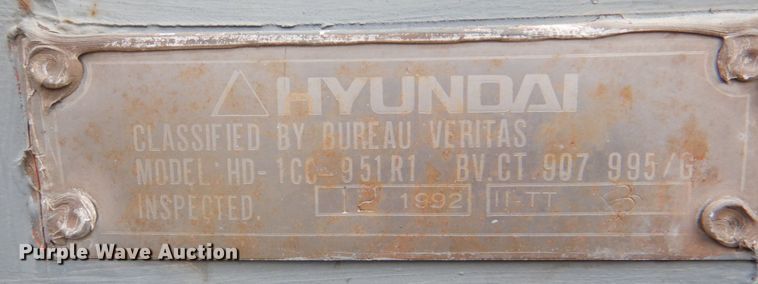 HYUNDAI
CLASSIFIED BY BUREAU VERITAS
MODEL: HD-1CC-951R1 BV.CT.907 995/G
INSPECTED. 12 1992 II-TT
Purple Wave Auction